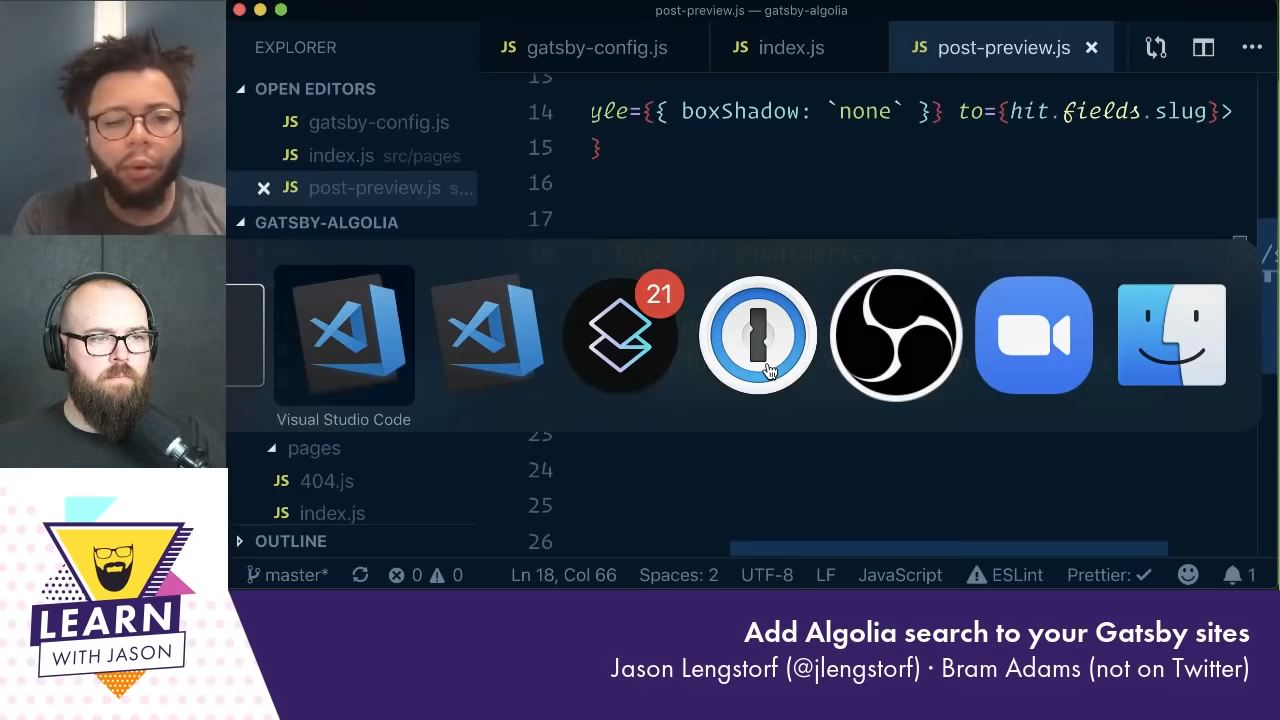 post-preview.js — gatsby-algolia
EXPLORER
JS gatsby-config.js
JS index.js
JS post-preview.js ×
OPEN EDITORS
JS gatsby-config.js
JS index.js src/pages
JS post-preview.js s...
GATSBY-ALGOLIA
13
14 yle={{ boxShadow: `none` }} to={hit.fields.slug}>
15 }
16
17
21
Visual Studio Code
23
pages
24
JS 404.js
25
JS index.js
26
OUTLINE
master* 0 0 Ln 18, Col 66 Spaces: 2 UTF-8 LF JavaScript ESLint Prettier: ✓ 1
LEARN
WITH JASON
Add Algolia search to your Gatsby sites
Jason Lengstorf (@jlengstorf) · Bram Adams (not on Twitter)